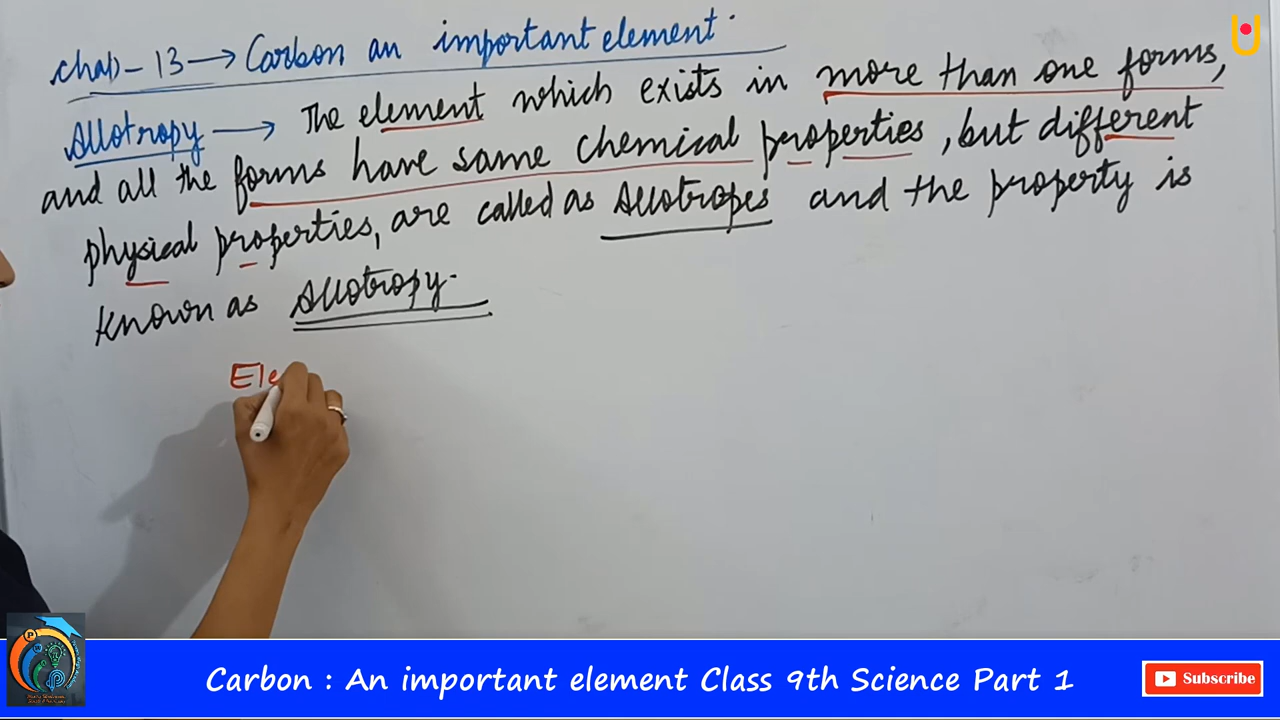 Chap-13 → Carbon an important element.
Allotropy → The element which exists in more than one forms,
and all the forms have same chemical properties, but different
physical properties, are called as Allotropes and the property is
known as Allotropy.
Ele
Carbon : An important element Class 9th Science Part 1
Subscribe